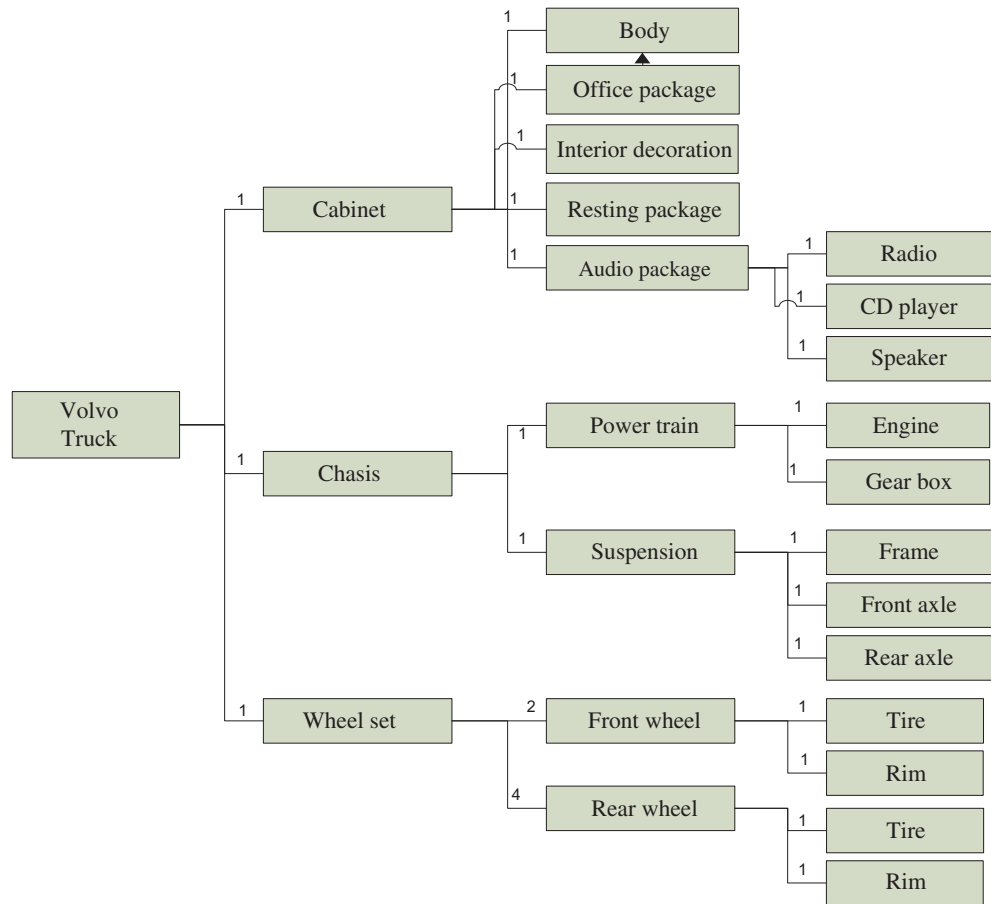 1
Body
1
Office package
1
Interior decoration
1
Cabinet
1
Resting package
1
Audio package
1
Radio
1
CD player
1
Speaker
Volvo
Truck
1
Chasis
1
Power train
1
Engine
1
Gear box
1
Suspension
1
Frame
1
Front axle
1
Rear axle
1
Wheel set
2
Front wheel
1
Tire
1
Rim
4
Rear wheel
1
Tire
1
Rim